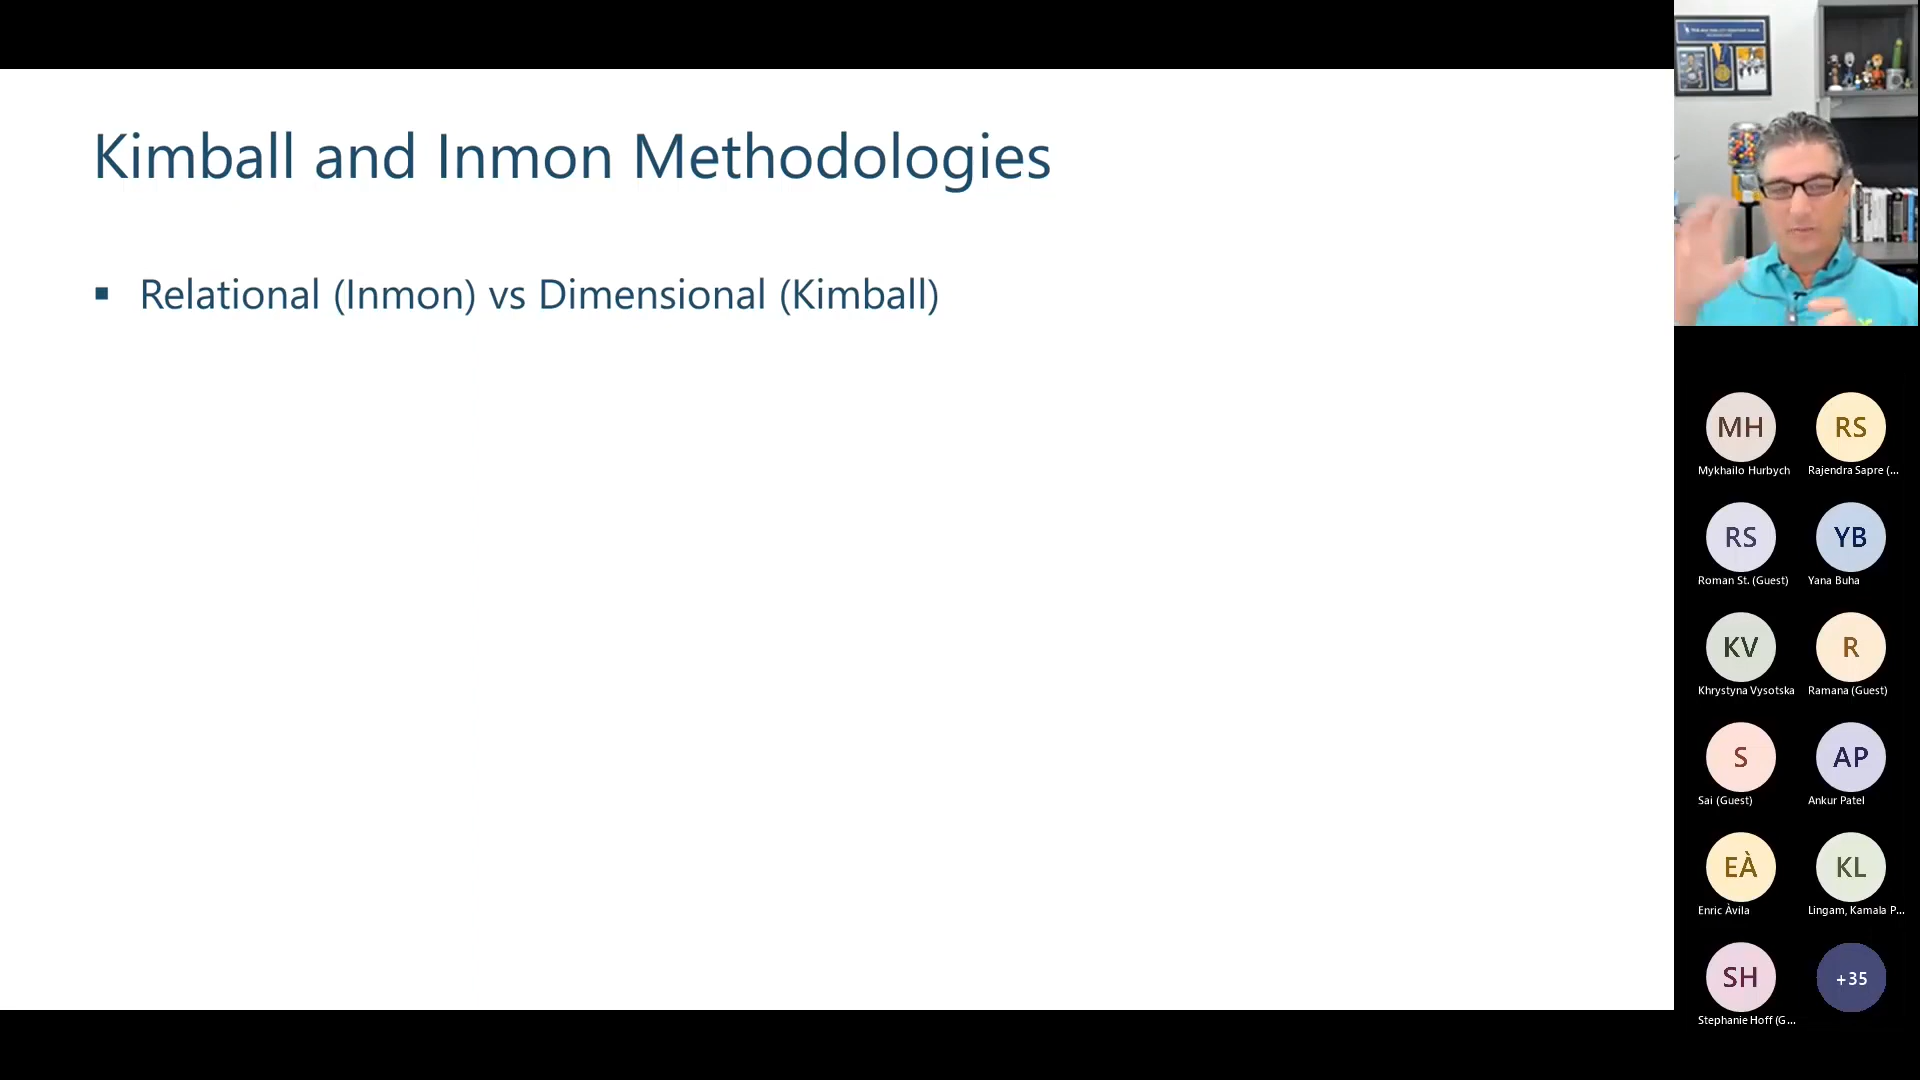 Kimball and Inmon Methodologies
▪ Relational (Inmon) vs Dimensional (Kimball)
MH
Mykhailo Hurbych
RS
Rajendra Sapre (...
RS
Roman St. (Guest)
YB
Yana Buha
KV
Khrystyna Vysotska
R
Ramana (Guest)
S
Sai (Guest)
AP
Ankur Patel
EÀ
Enric Àvila
KL
Lingam, Kamala P...
SH
Stephanie Hoff (G...
+35